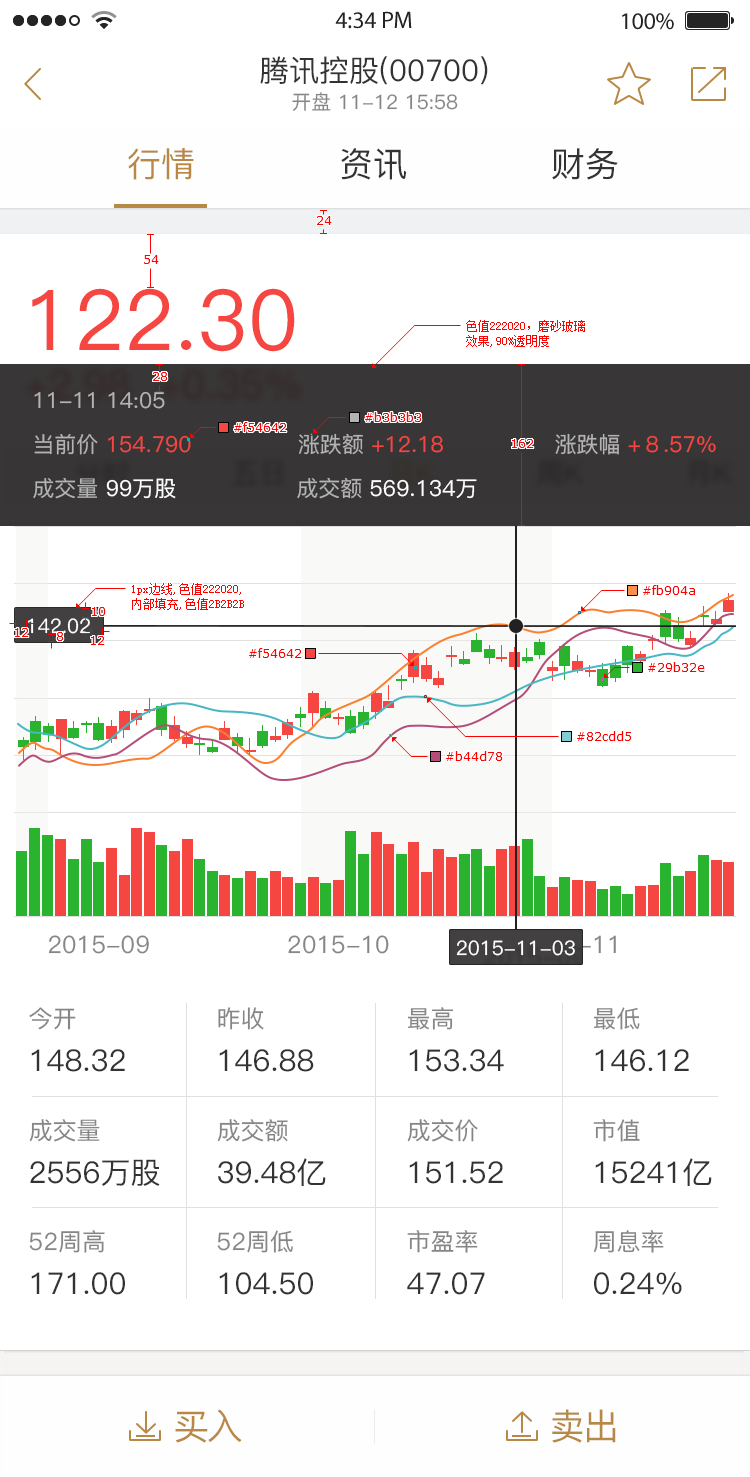 4:34 PM
100%
腾讯控股(00700)
开盘 11-12 15:58
行情
资讯
财务
24
54
122.30
色值222020，磨砂玻璃
效果,90%透明度
28
+2.98 +0.35%
11-11 14:05
#f54642
#b3b3b3
当前价 154.790
涨跌额 +12.18
162
涨跌幅 + 8.57%
五日
周K
月K
成交量 99万股
成交额 569.134万
1px边线,色值222020,
内部填充,色值2B2B2B
#fb904a
10
142.02
12
8
12
#f54642
#29b32e
#82cdd5
#b44d78
2015-09
2015-10
2015-11-03
-11
今开
昨收
最高
最低
148.32
146.88
153.34
146.12
成交量
成交额
成交价
市值
2556万股
39.48亿
151.52
15241亿
52周高
52周低
市盈率
周息率
171.00
104.50
47.07
0.24%
买入
卖出